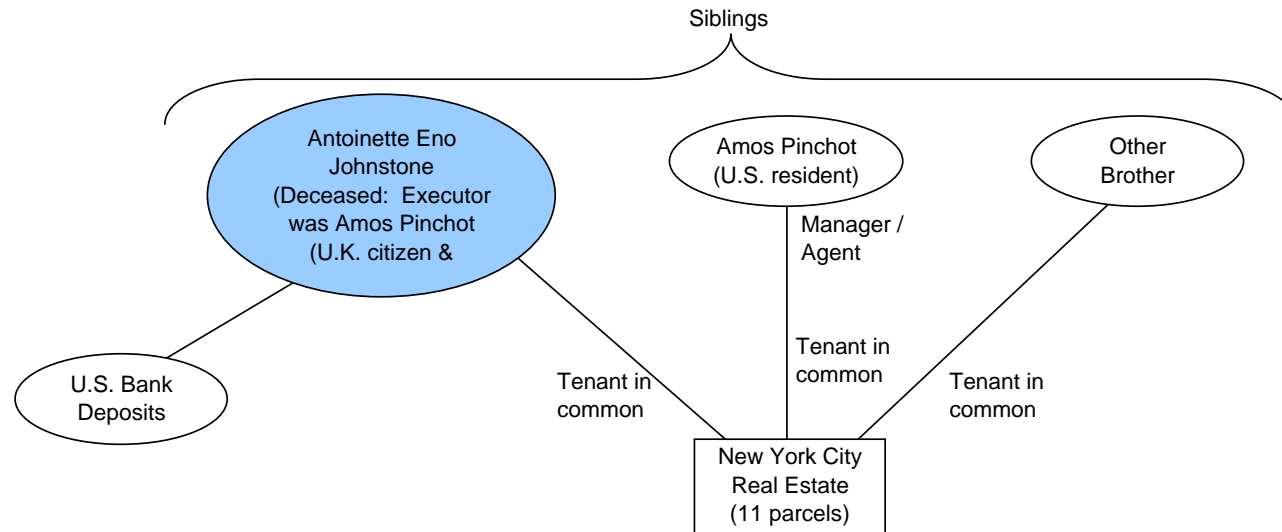 Siblings
Antoinette Eno
Johnstone
(Deceased:  Executor
was Amos Pinchot
(U.K. citizen &
Amos Pinchot
(U.S. resident)
Other
Brother
Manager /
Agent
U.S. Bank
Deposits
Tenant in
common
Tenant in
common
Tenant in
common
New York City
Real Estate
(11 parcels)